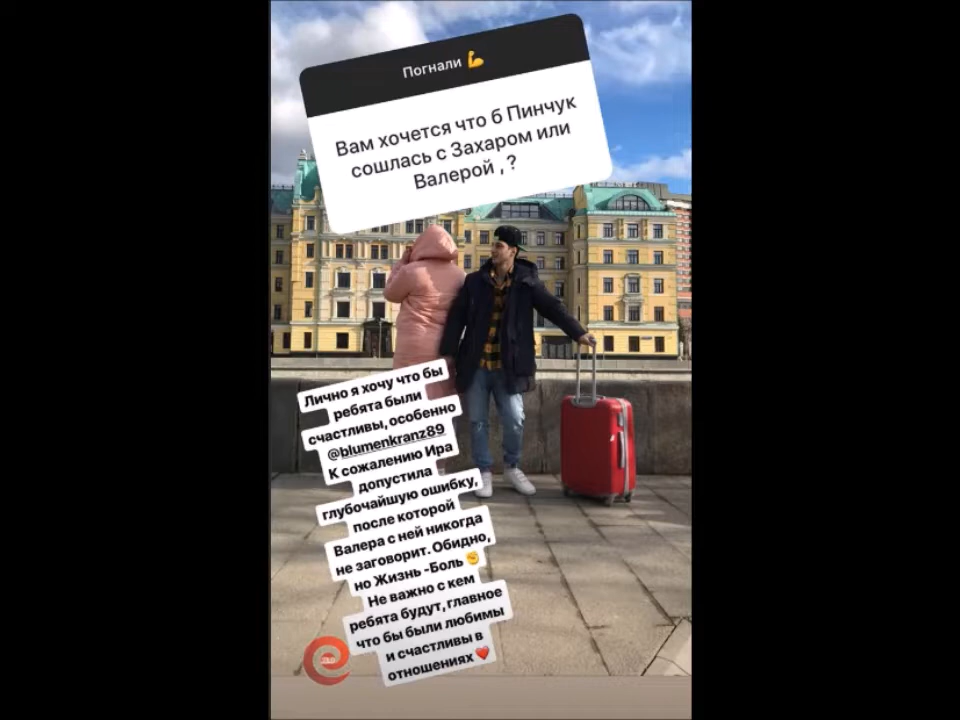 Погнали 💪
Вам хочется что б Пинчук
сошлась с Захаром или
Валерой , ?
Лично я хочу что бы
ребята были
счастливы, особенно
@blumenkranz89
К сожалению Ира
допустила
глубочайшую ошибку,
после которой
Валера с ней никогда
не заговорит. Обидно,
но Жизнь -Боль ✊
Не важно с кем
ребята будут, главное
что бы были любимы
и счастливы в
отношениях ❤️